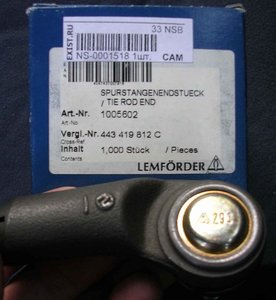 33 NSB
EXIST.RU
NS-0001518 1шт.
CAM
SPURSTANGENENDSTUECK
/ TIE ROD END
Art.-Nr. 1005602
Art.-No
Vergl.-Nr. 443 419 812 C
Cross-Ref.
Inhalt 1,000 Stück / Pieces
Contents
LEMFÖRDER
293